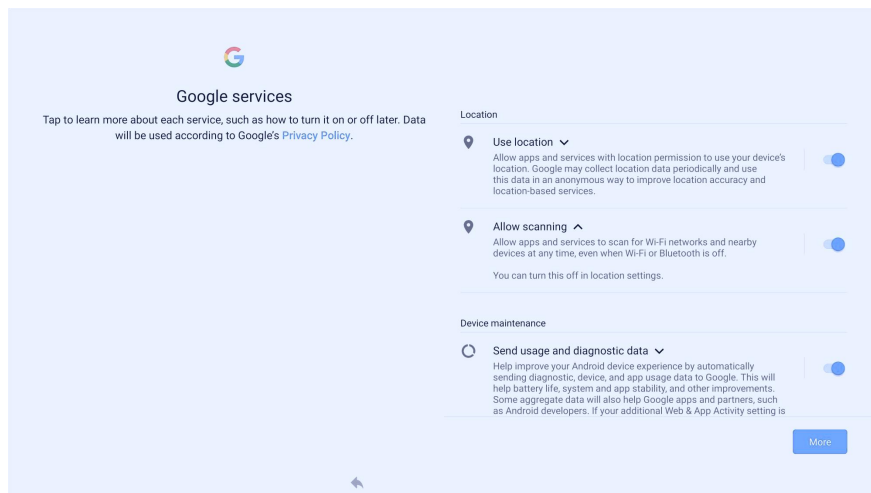 Google services
Tap to learn more about each service, such as how to turn it on or off later. Data
will be used according to Google's Privacy Policy.
Location
Use location
Allow apps and services with location permission to use your device's
location. Google may collect location data periodically and use
this data in an anonymous way to improve location accuracy and
location-based services.
Allow scanning
Allow apps and services to scan for Wi-Fi networks and nearby
devices at any time, even when Wi-Fi or Bluetooth is off.
You can turn this off in location settings.
Device maintenance
Send usage and diagnostic data
Help improve your Android device experience by automatically
sending diagnostic, device, and app usage data to Google. This will
help battery life, system and app stability, and other improvements.
Some aggregate data will also help Google apps and partners, such
as Android developers. If your additional Web & App Activity setting is
More